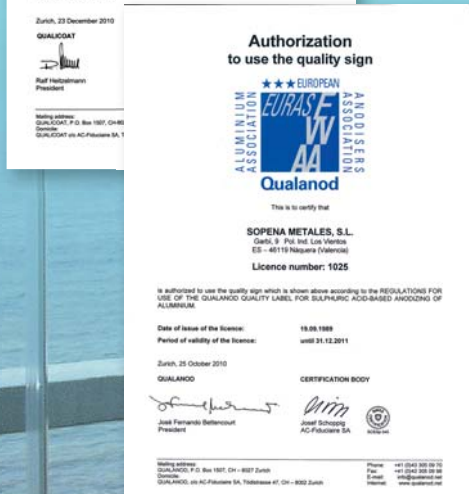 Zurich, 23 December 2010
QUALICOAT
Ralf Heitzelmann
President
Mailing address:
QUALICOAT, P.O. Box 1507, CH-80
Domicile:
QUALICOAT c/o AC-Fiduciaire SA, T
Authorization
to use the quality sign
★★★EUROPEAN
ALUMINIUM
ASSOCIATION
EURAS EWAA
ANODISERS
ASSOCIATION
Qualanod
This is to certify that
SOPENA METALES, S.L.
Garbí, 9 Pol. Ind. Los Vientos
ES – 46119 Náquera (Valencia)
Licence number: 1025
is authorized to use the quality sign which is shown above according to the REGULATIONS FOR
USE OF THE QUALANOD QUALITY LABEL FOR SULPHURIC ACID-BASED ANODIZING OF
ALUMINIUM.
Date of issue of the licence: 19.09.1989
Period of validity of the licence: until 31.12.2011
Zurich, 25 October 2010
QUALANOD CERTIFICATION BODY
José Fernando Bettencourt Josef Schoppig
President AC-Fiduciaire SA
Mailing address
QUALANOD, P.O. Box 1507, CH – 8027 Zurich
Domicile:
QUALANOD, c/o AC-Fiduciaire SA, Tödistrasse 47, CH – 8002 Zurich
Phone:
Fax:
E-mail: info@qualanod.net
Internet: www.qualanod.net